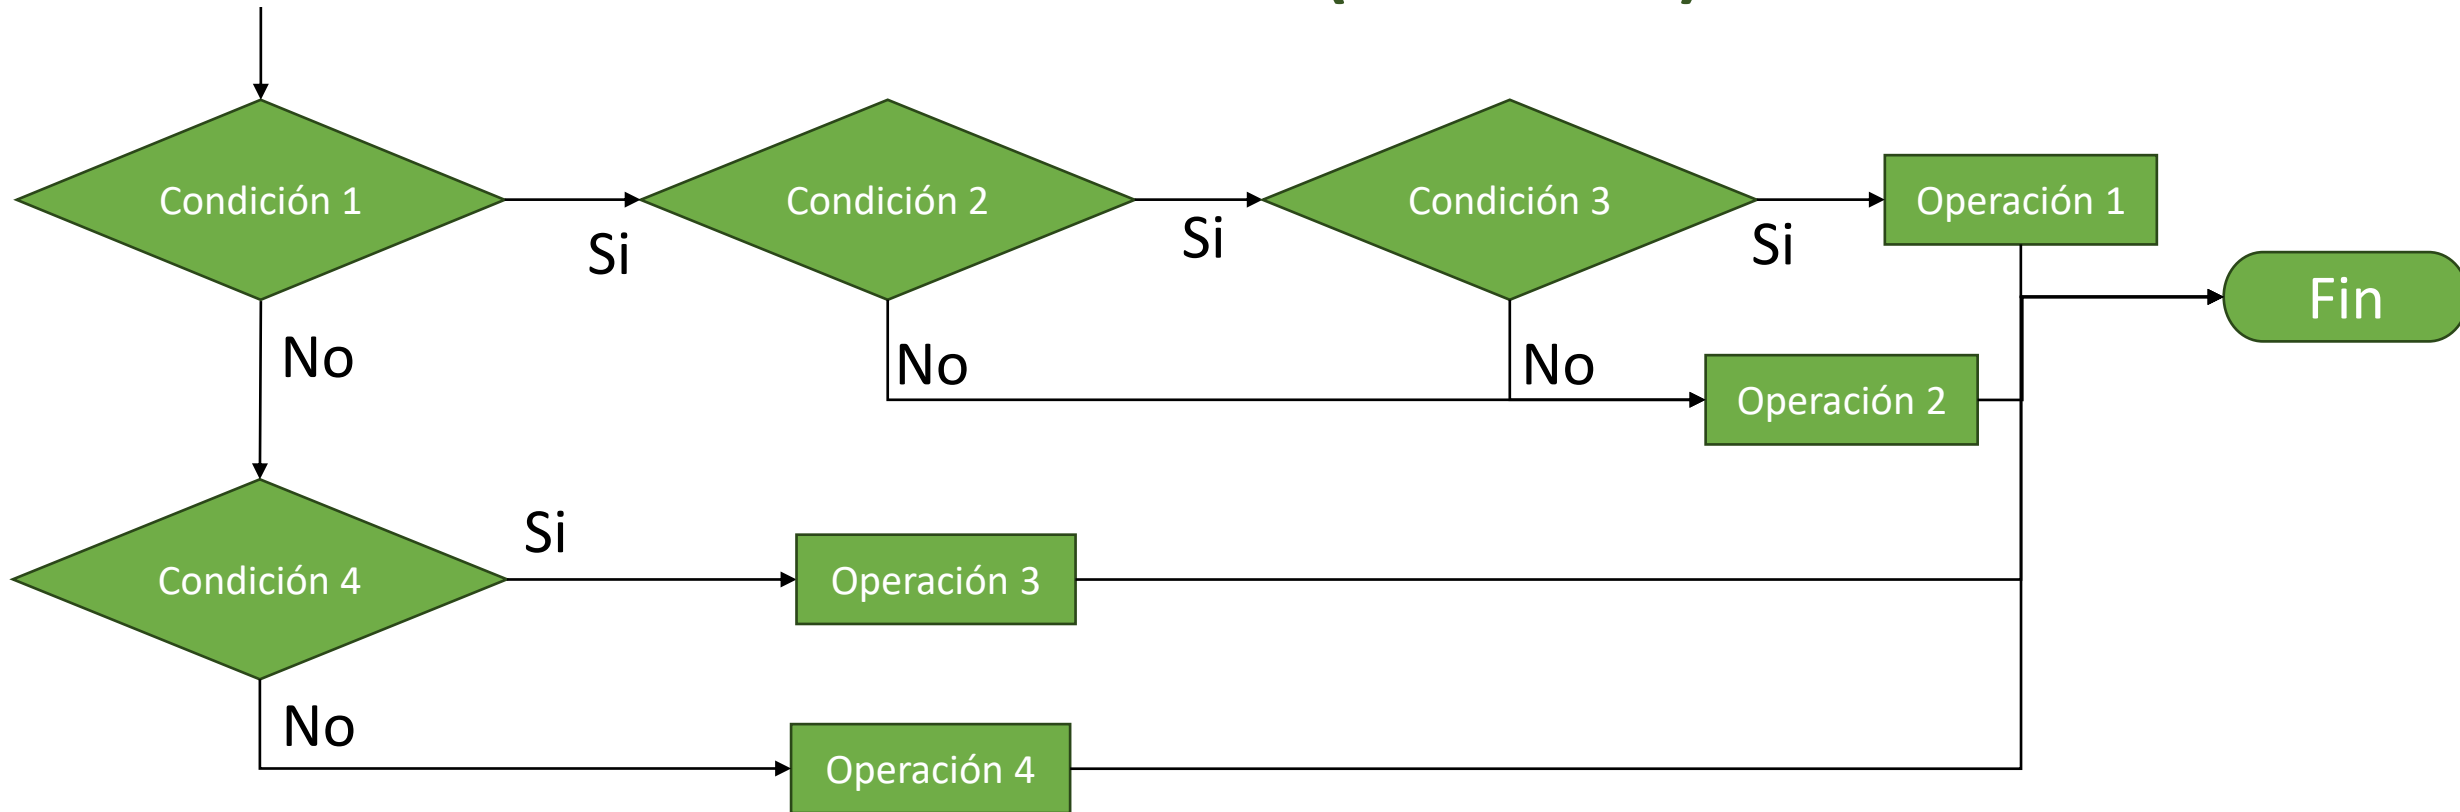 Condición 1
Condición 2
Condición 3
Operación 1
Si
Si
Si
Fin
No
No
No
Operación 2
Si
Condición 4
Operación 3
No
Operación 4